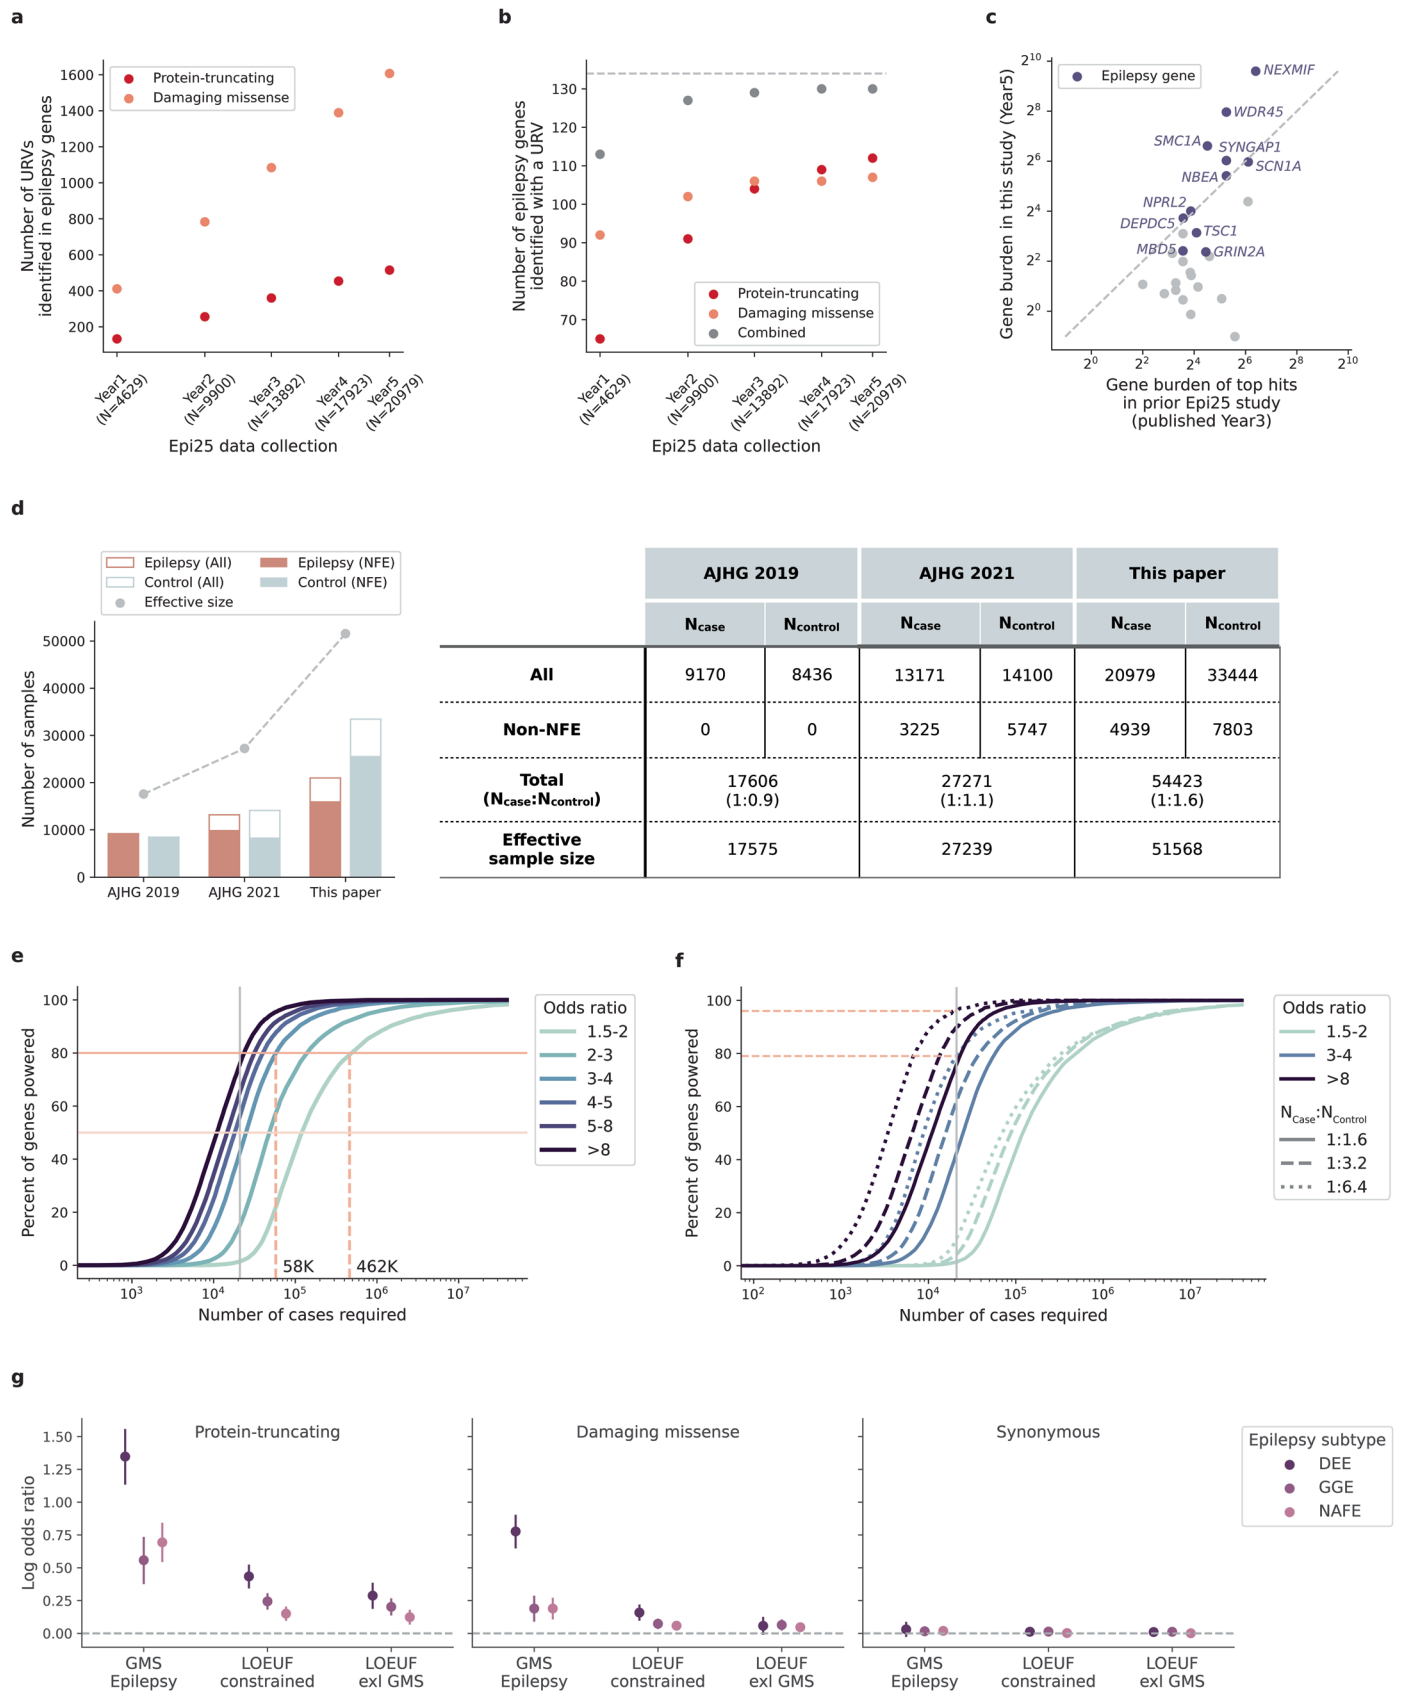 a
Number of URVs
identified in epilepsy genes
1600
1400
1200
1000
800
600
400
200
Protein-truncating
Damaging missense
Year1
(N=4629)
Year2
(N=9900)
Year3
(N=13892)
Year4
(N=17923)
Year5
(N=20979)
Epi25 data collection
b
Number of epilepsy genes
identified with a URV
130
120
110
100
90
80
70
Protein-truncating
Damaging missense
Combined
Year1
(N=4629)
Year2
(N=9900)
Year3
(N=13892)
Year4
(N=17923)
Year5
(N=20979)
Epi25 data collection
c
Gene burden in this study (Year5)
2^10
2^8
2^6
2^4
2^2
2^0
Epilepsy gene
NEXMIF
WDR45
SMC1A
SYNGAP1
SCN1A
NBEA
NPRL2
DEPDC5
TSC1
MBD5
GRIN2A
2^0
2^2
2^4
2^6
2^8
2^10
Gene burden of top hits
in prior Epi25 study
(published Year3)
d
Epilepsy (All)
Epilepsy (NFE)
Control (All)
Control (NFE)
Effective size
Number of samples
50000
40000
30000
20000
10000
0
AJHG 2019
AJHG 2021
This paper
AJHG 2019
AJHG 2021
This paper
Ncase
Ncontrol
Ncase
Ncontrol
Ncase
Ncontrol
All
9170
8436
13171
14100
20979
33444
Non-NFE
0
0
3225
5747
4939
7803
Total
(Ncase:Ncontrol)
17606
(1:0.9)
27271
(1:1.1)
54423
(1:1.6)
Effective
sample size
17575
27239
51568
e
Percent of genes powered
100
80
60
40
20
0
58K
462K
10^3
10^4
10^5
10^6
10^7
Number of cases required
Odds ratio
1.5-2
2-3
3-4
4-5
5-8
>8
f
Percent of genes powered
100
80
60
40
20
0
10^2
10^3
10^4
10^5
10^6
10^7
Number of cases required
Odds ratio
1.5-2
3-4
>8
NCase:NControl
1:1.6
1:3.2
1:6.4
g
Log odds ratio
1.50
1.25
1.00
0.75
0.50
0.25
0.00
Protein-truncating
Damaging missense
Synonymous
GMS
Epilepsy
LOEUF
constrained
LOEUF
exl GMS
GMS
Epilepsy
LOEUF
constrained
LOEUF
exl GMS
GMS
Epilepsy
LOEUF
constrained
LOEUF
exl GMS
Epilepsy subtype
DEE
GGE
NAFE